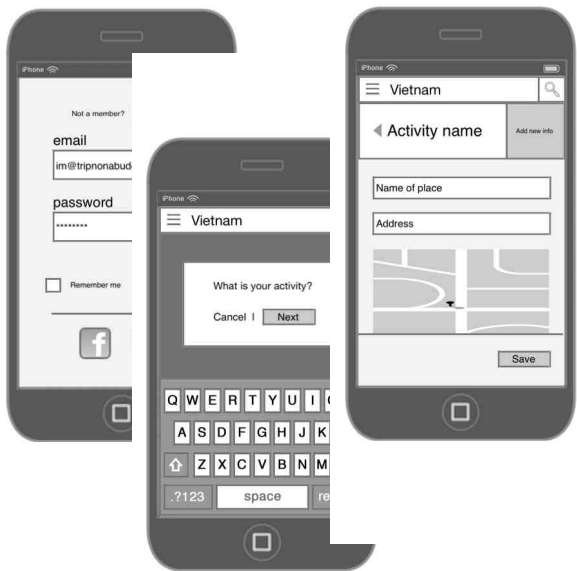 iPhone
Not a member?
email
im@tripnonabud
password
********
Remember me
f
iPhone
Vietnam
What is your activity?
Cancel | Next
Q W E R T Y U I
A S D F G H J K
Z X C V B N M
.?123 space re
iPhone
Vietnam
Activity name
Add new info
Name of place
Address
Save